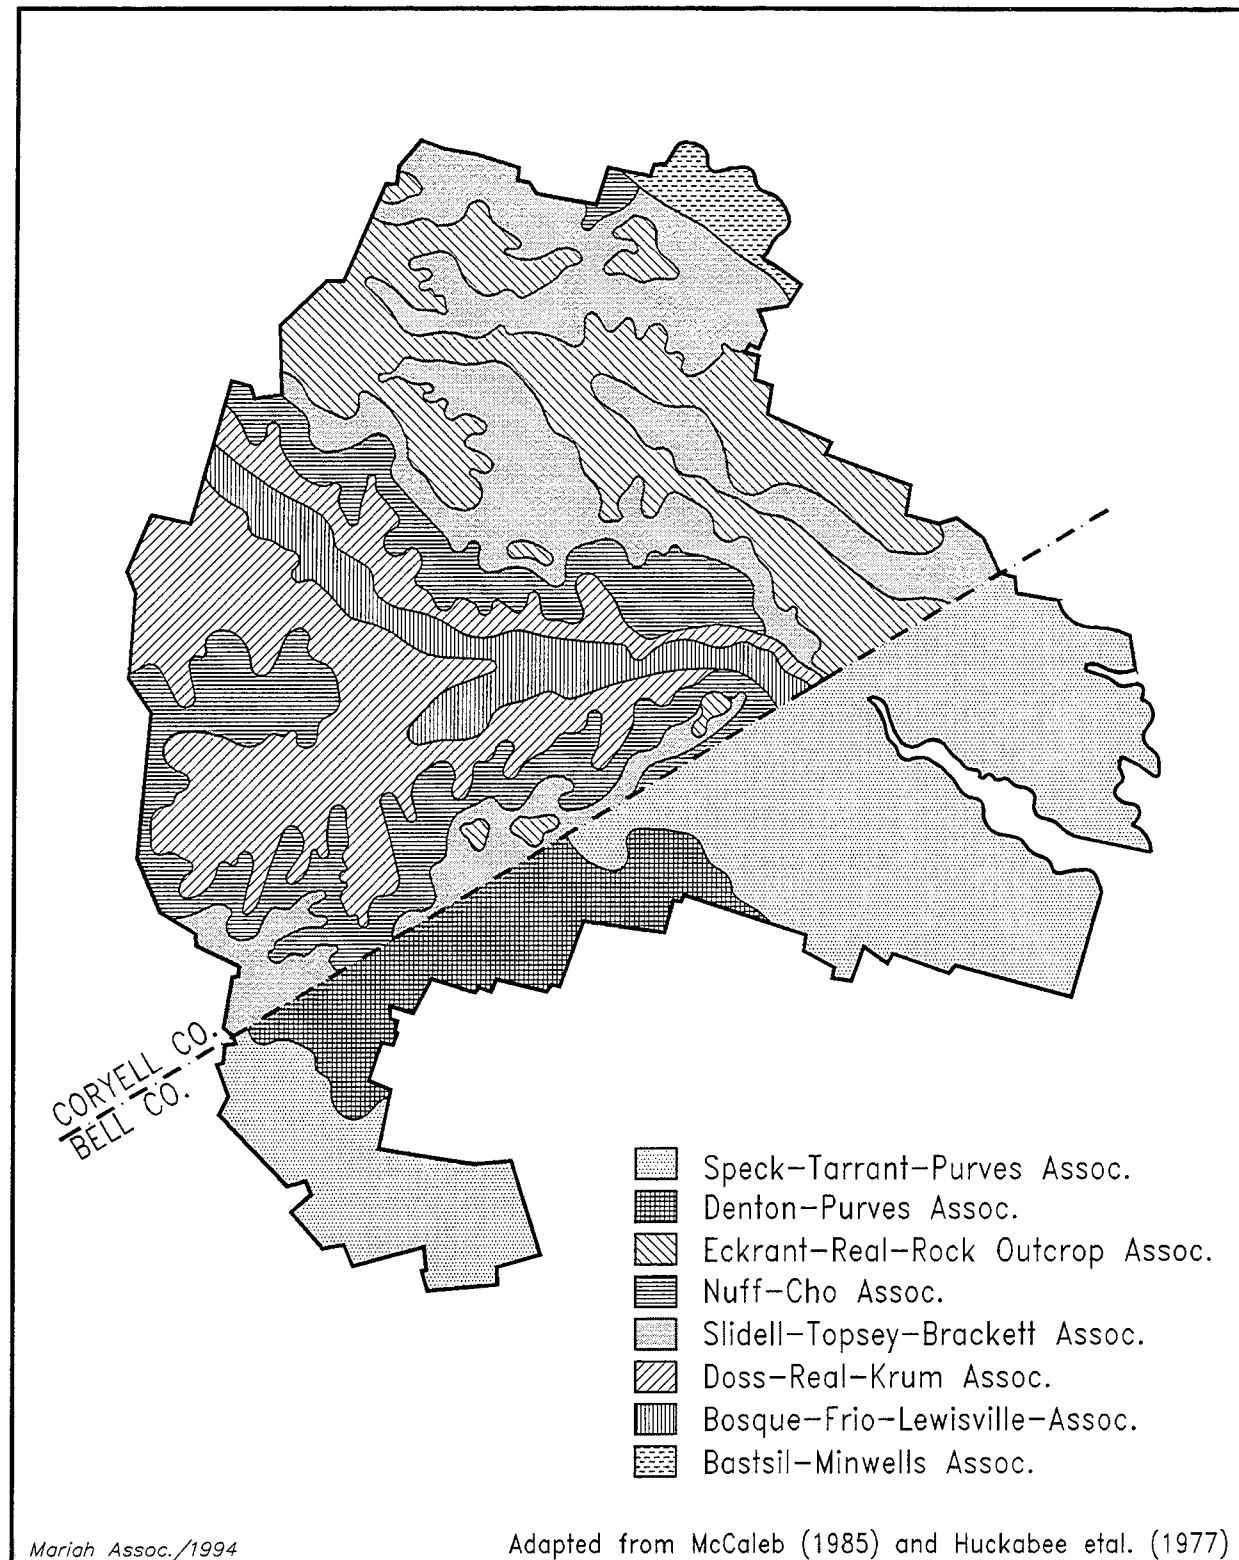 CORYELL CO.
BELL CO.
Speck-Tarrant-Purves Assoc.
Denton-Purves Assoc.
Eckrant-Real-Rock Outcrop Assoc.
Nuff-Cho Assoc.
Slidell-Topsey-Brackett Assoc.
Doss-Real-Krum Assoc.
Bosque-Frio-Lewisville-Assoc.
Bastsil-Minwells Assoc.
Mariah Assoc./1994
Adapted from McCaleb (1985) and Huckabee etal. (1977)